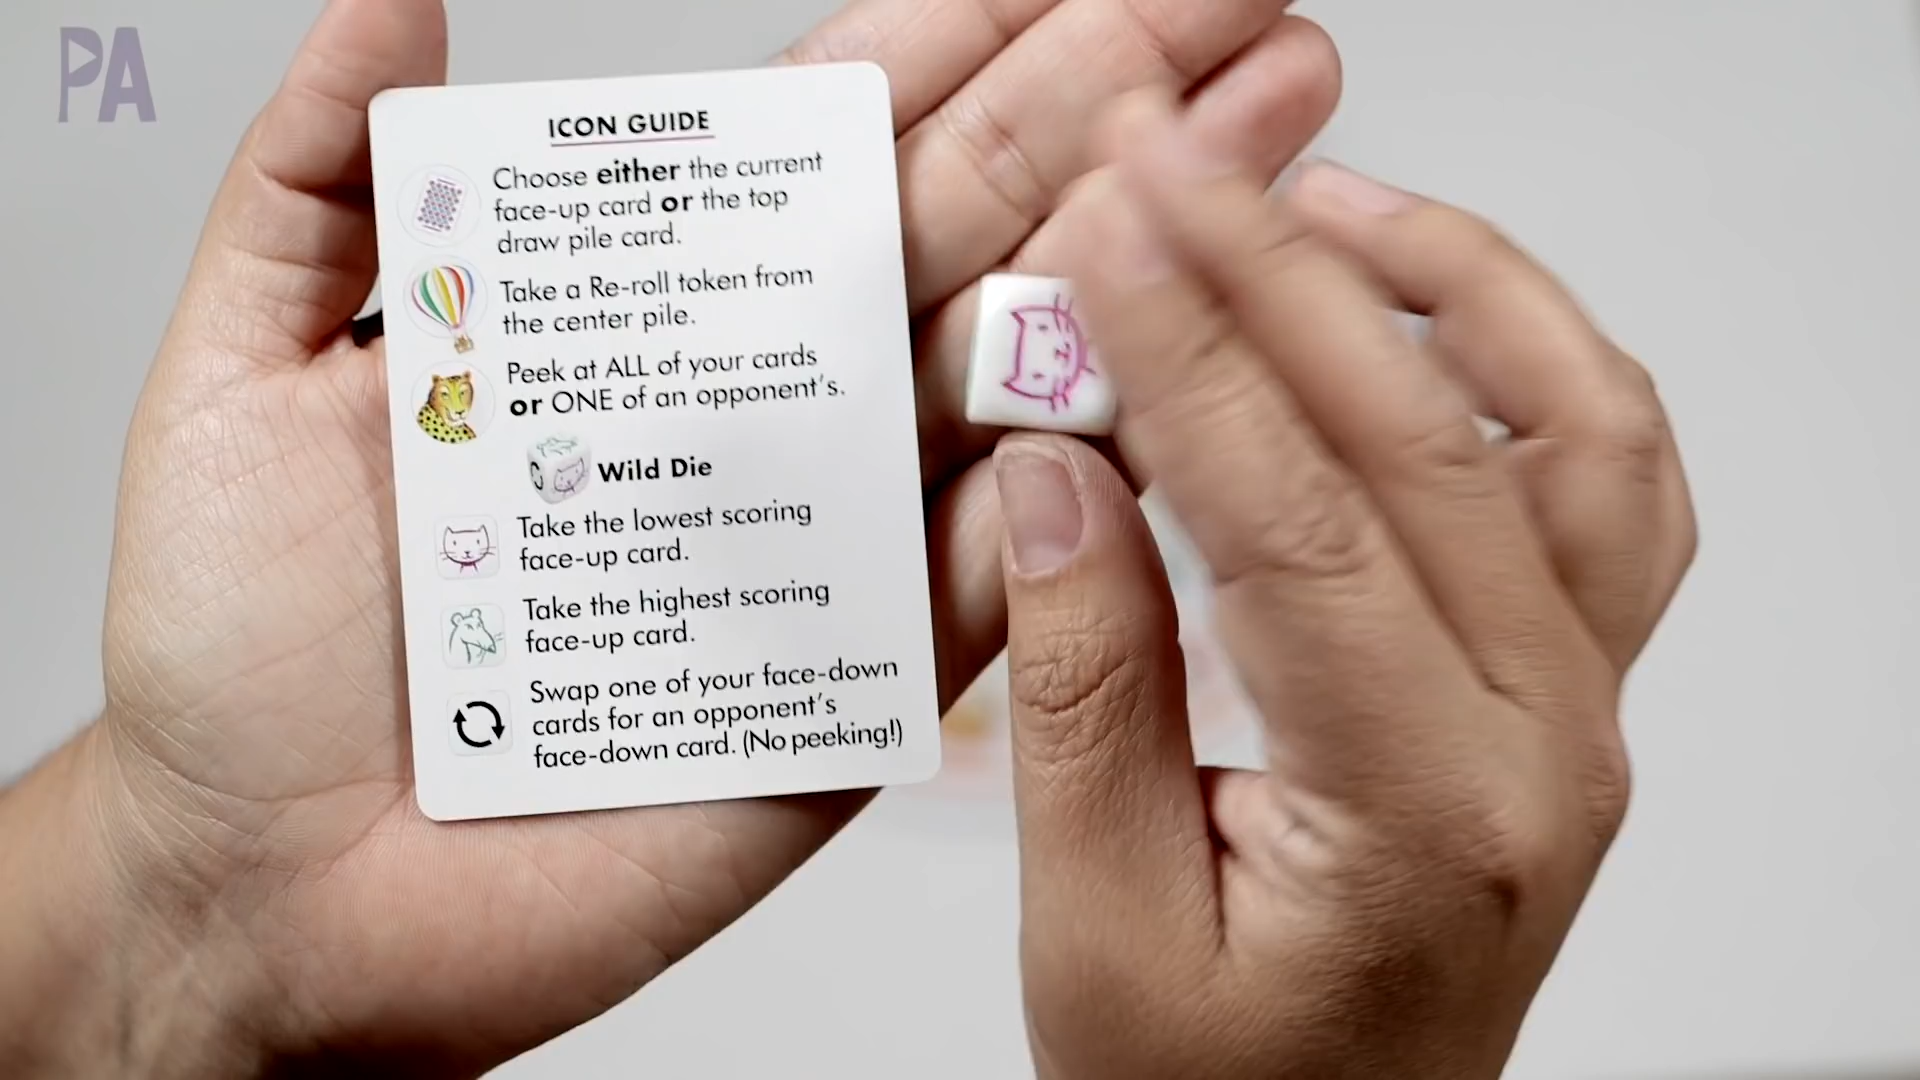 PA
ICON GUIDE
Choose either the current
face-up card or the top
draw pile card.
Take a Re-roll token from
the center pile.
Peek at ALL of your cards
or ONE of an opponent's.
Wild Die
Take the lowest scoring
face-up card.
Take the highest scoring
face-up card.
Swap one of your face-down
cards for an opponent's
face-down card. (No peeking!)